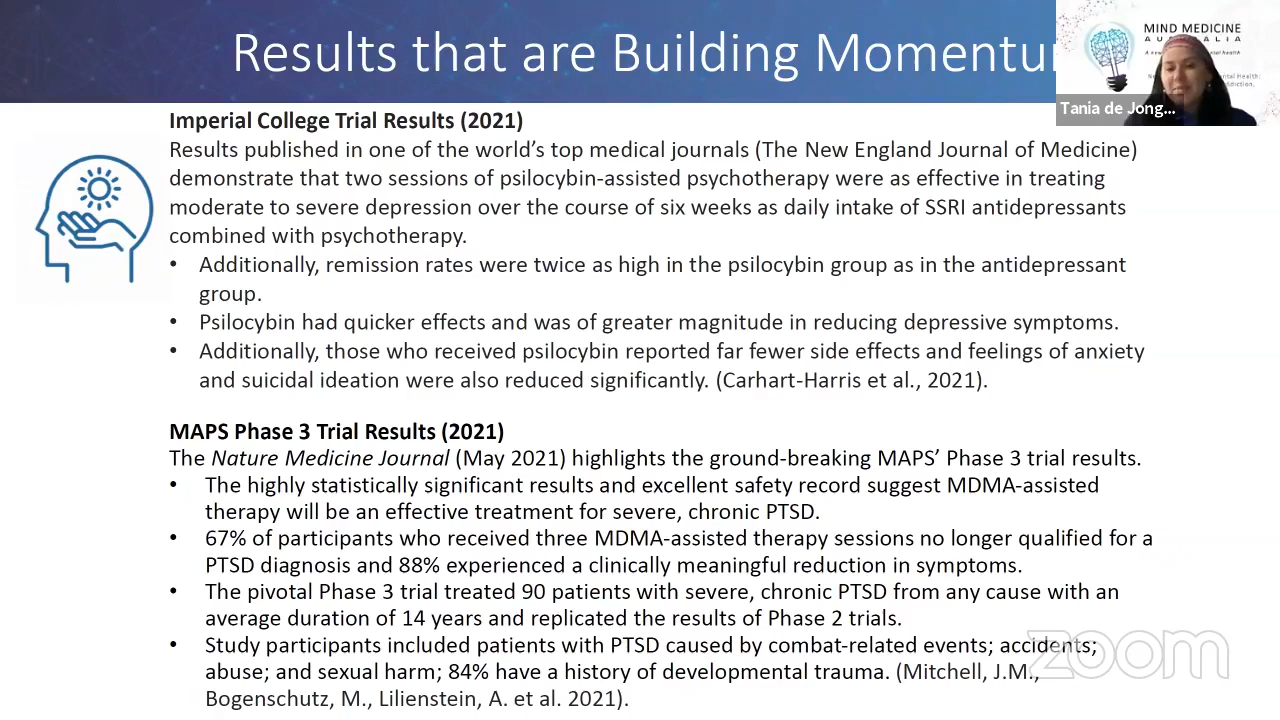 Results that are Building Momentu
MIND MEDICINE
AUSTRALIA
Tania de Jong...
Imperial College Trial Results (2021)
Results published in one of the world's top medical journals (The New England Journal of Medicine)
demonstrate that two sessions of psilocybin-assisted psychotherapy were as effective in treating
moderate to severe depression over the course of six weeks as daily intake of SSRI antidepressants
combined with psychotherapy.
• Additionally, remission rates were twice as high in the psilocybin group as in the antidepressant
group.
• Psilocybin had quicker effects and was of greater magnitude in reducing depressive symptoms.
• Additionally, those who received psilocybin reported far fewer side effects and feelings of anxiety
and suicidal ideation were also reduced significantly. (Carhart-Harris et al., 2021).
MAPS Phase 3 Trial Results (2021)
The Nature Medicine Journal (May 2021) highlights the ground-breaking MAPS' Phase 3 trial results.
• The highly statistically significant results and excellent safety record suggest MDMA-assisted
therapy will be an effective treatment for severe, chronic PTSD.
• 67% of participants who received three MDMA-assisted therapy sessions no longer qualified for a
PTSD diagnosis and 88% experienced a clinically meaningful reduction in symptoms.
• The pivotal Phase 3 trial treated 90 patients with severe, chronic PTSD from any cause with an
average duration of 14 years and replicated the results of Phase 2 trials.
• Study participants included patients with PTSD caused by combat-related events; accidents;
abuse; and sexual harm; 84% have a history of developmental trauma. (Mitchell, J.M.,
Bogenschutz, M., Lilienstein, A. et al. 2021).
zoom